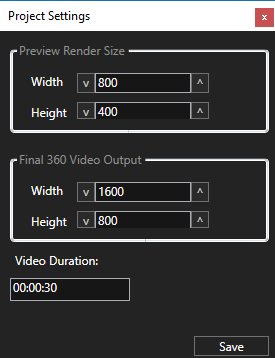 Project Settings x
Preview Render Size
Width v 800 ^
Height v 400 ^
Final 360 Video Output
Width v 1600 ^
Height v 800 ^
Video Duration:
00:00:30
Save